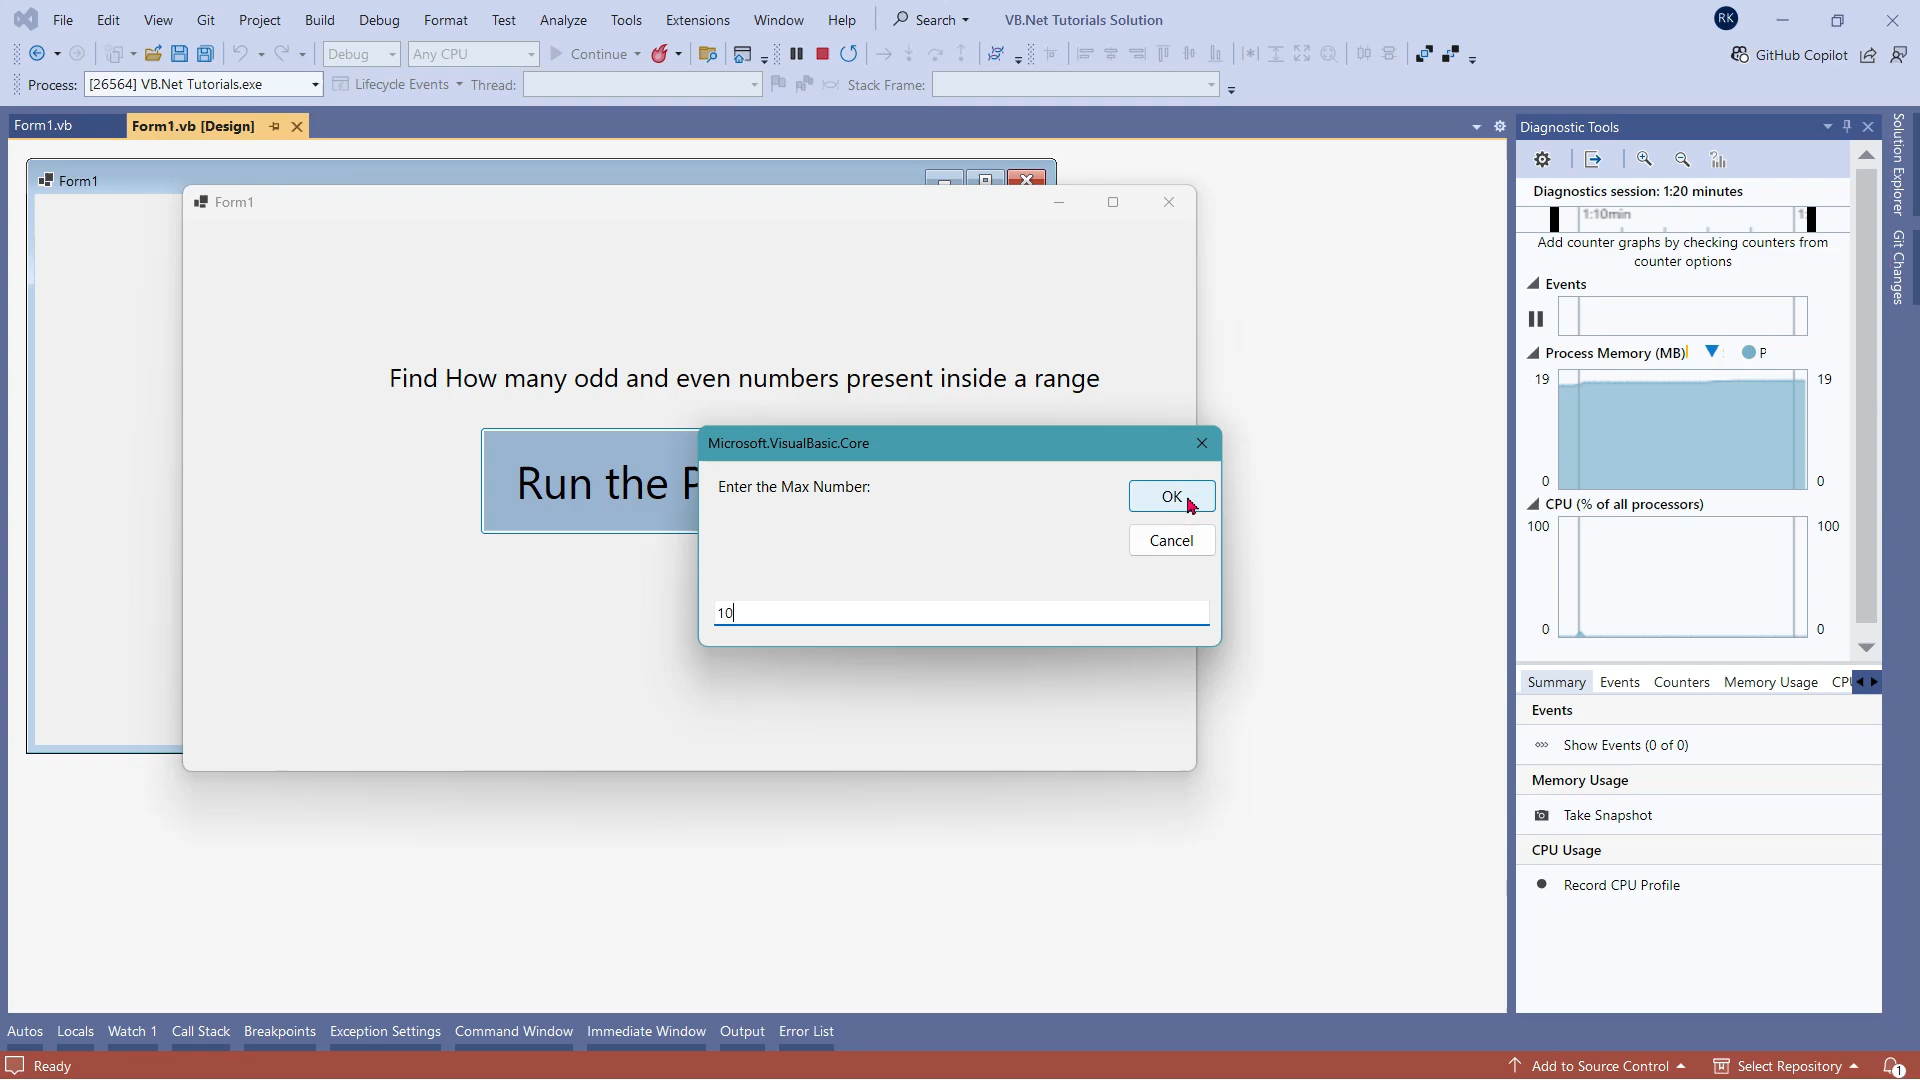 File Edit View Git Project Build Debug Format Test Analyze Tools Extensions Window Help Search VB.Net Tutorials Solution RK
Debug Any CPU Continue GitHub Copilot
Process: [26564] VB.Net Tutorials.exe Lifecycle Events Thread: Stack Frame:
Form1.vb Form1.vb [Design] Diagnostic Tools
Solution Explorer
Git Changes
Form1
Form1
Find How many odd and even numbers present inside a range
Run the P
Microsoft.VisualBasic.Core
Enter the Max Number:
OK
Cancel
10
Diagnostics session: 1:20 minutes
1:10min
Add counter graphs by checking counters from
counter options
Events
Process Memory (MB) P
19 19
0 0
CPU (% of all processors)
100 100
0 0
Summary Events Counters Memory Usage
Events
Show Events (0 of 0)
Memory Usage
Take Snapshot
CPU Usage
Record CPU Profile
Autos Locals Watch 1 Call Stack Breakpoints Exception Settings Command Window Immediate Window Output Error List
Ready Add to Source Control Select Repository 1